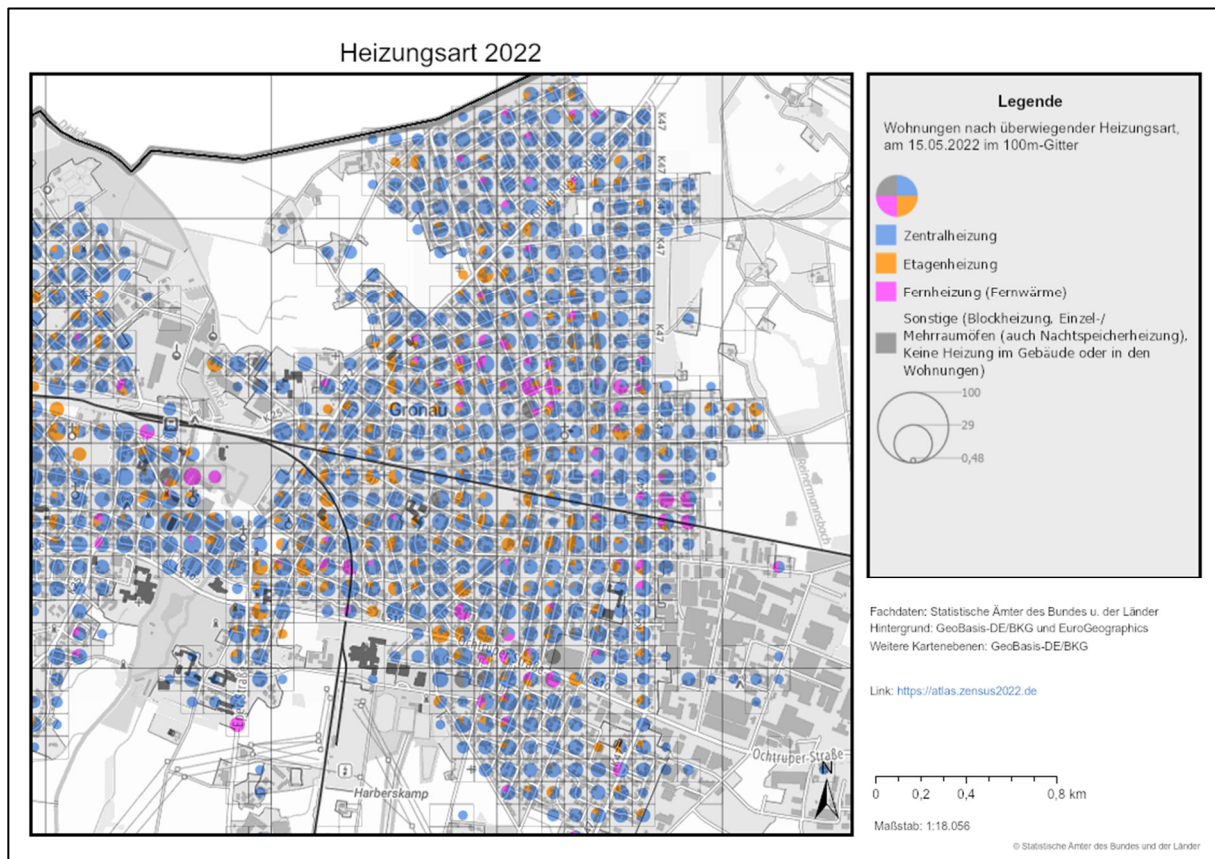 Heizungsart 2022
K47
K47
K47
K47
K25
Gronau
Reinermannsbach
L510
Ochtruper-Straße
Harberskamp
N
Legende
Wohnungen nach überwiegender Heizungsart,
am 15.05.2022 im 100m-Gitter
Zentralheizung
Etagenheizung
Fernheizung (Fernwärme)
Sonstige (Blockheizung, Einzel-/
Mehrraumöfen (auch Nachtspeicherheizung),
Keine Heizung im Gebäude oder in den
Wohnungen)
100
29
0,48
Fachdaten: Statistische Ämter des Bundes u. der Länder
Hintergrund: GeoBasis-DE/BKG und EuroGeographics
Weitere Kartenebenen: GeoBasis-DE/BKG
Link: https://atlas.zensus2022.de
0 0,2 0,4 0,8 km
Maßstab: 1:18.056
© Statistische Ämter des Bundes und der Länder